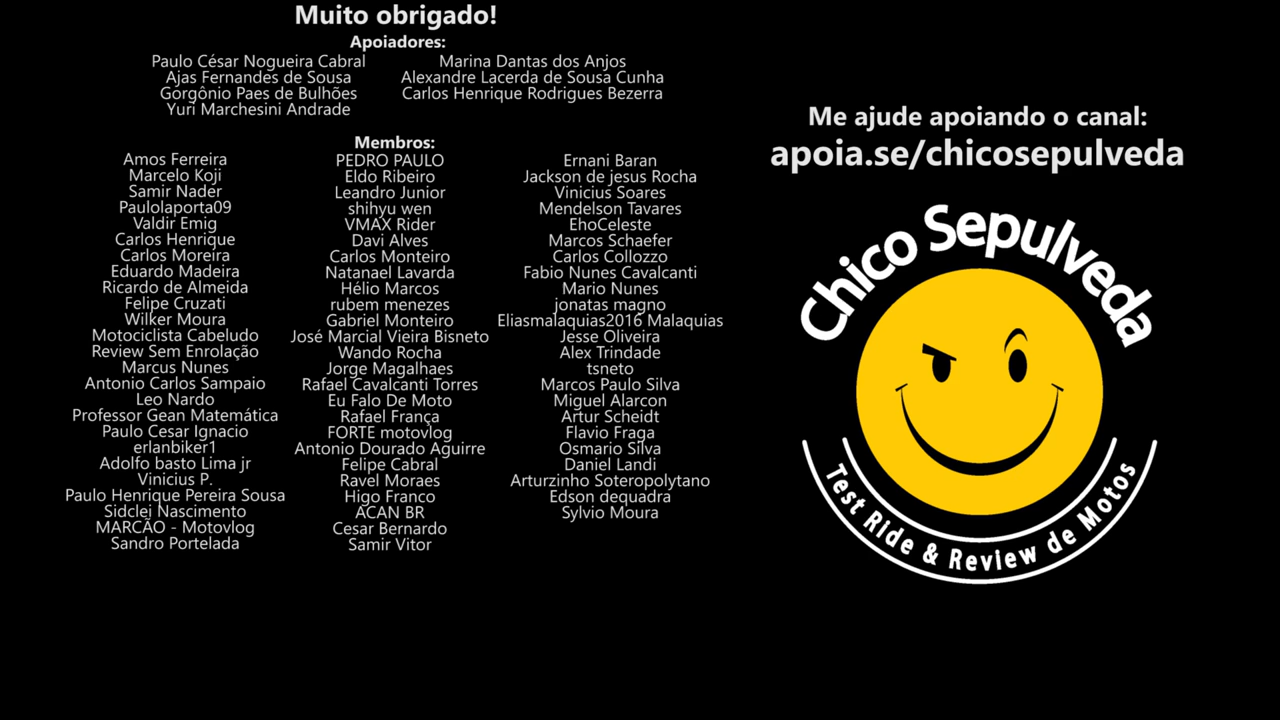 Muito obrigado!
Apoiadores:
Paulo César Nogueira Cabral
Ajas Fernandes de Sousa
Gorgônio Paes de Bulhões
Yuri Marchesini Andrade
Marina Dantas dos Anjos
Alexandre Lacerda de Sousa Cunha
Carlos Henrique Rodrigues Bezerra
Membros:
Amos Ferreira
Marcelo Koji
Samir Nader
Paulolaporta09
Valdir Emig
Carlos Henrique
Carlos Moreira
Eduardo Madeira
Ricardo de Almeida
Felipe Cruzati
Wilker Moura
Motociclista Cabeludo
Review Sem Enrolação
Marcus Nunes
Antonio Carlos Sampaio
Leo Nardo
Professor Gean Matemática
Paulo Cesar Ignacio
erlanbiker1
Adolfo basto Lima jr
Vinicius P.
Paulo Henrique Pereira Sousa
Sidclei Nascimento
MARCÃO - Motovlog
Sandro Portelada
PEDRO PAULO
Eldo Ribeiro
Leandro Junior
shihyu wen
VMAX Rider
Davi Alves
Carlos Monteiro
Natanael Lavarda
Hélio Marcos
rubem menezes
Gabriel Monteiro
José Marcial Vieira Bisneto
Wando Rocha
Jorge Magalhaes
Rafael Cavalcanti Torres
Eu Falo De Moto
Rafael França
FORTE motovlog
Antonio Dourado Aguirre
Felipe Cabral
Ravel Moraes
Higo Franco
ACAN BR
Cesar Bernardo
Samir Vitor
Ernani Baran
Jackson de jesus Rocha
Vinicius Soares
Mendelson Tavares
EhoCeleste
Marcos Schaefer
Carlos Collozzo
Fabio Nunes Cavalcanti
Mario Nunes
jonatas magno
Eliasmalaquias2016 Malaquias
Jesse Oliveira
Alex Trindade
tsneto
Marcos Paulo Silva
Miguel Alarcon
Artur Scheidt
Flavio Fraga
Osmario Silva
Daniel Landi
Arturzinho Soteropolytano
Edson dequadra
Sylvio Moura
Me ajude apoiando o canal:
apoia.se/chicosepulveda
Chico Sepulveda
Test Ride & Review de Motos